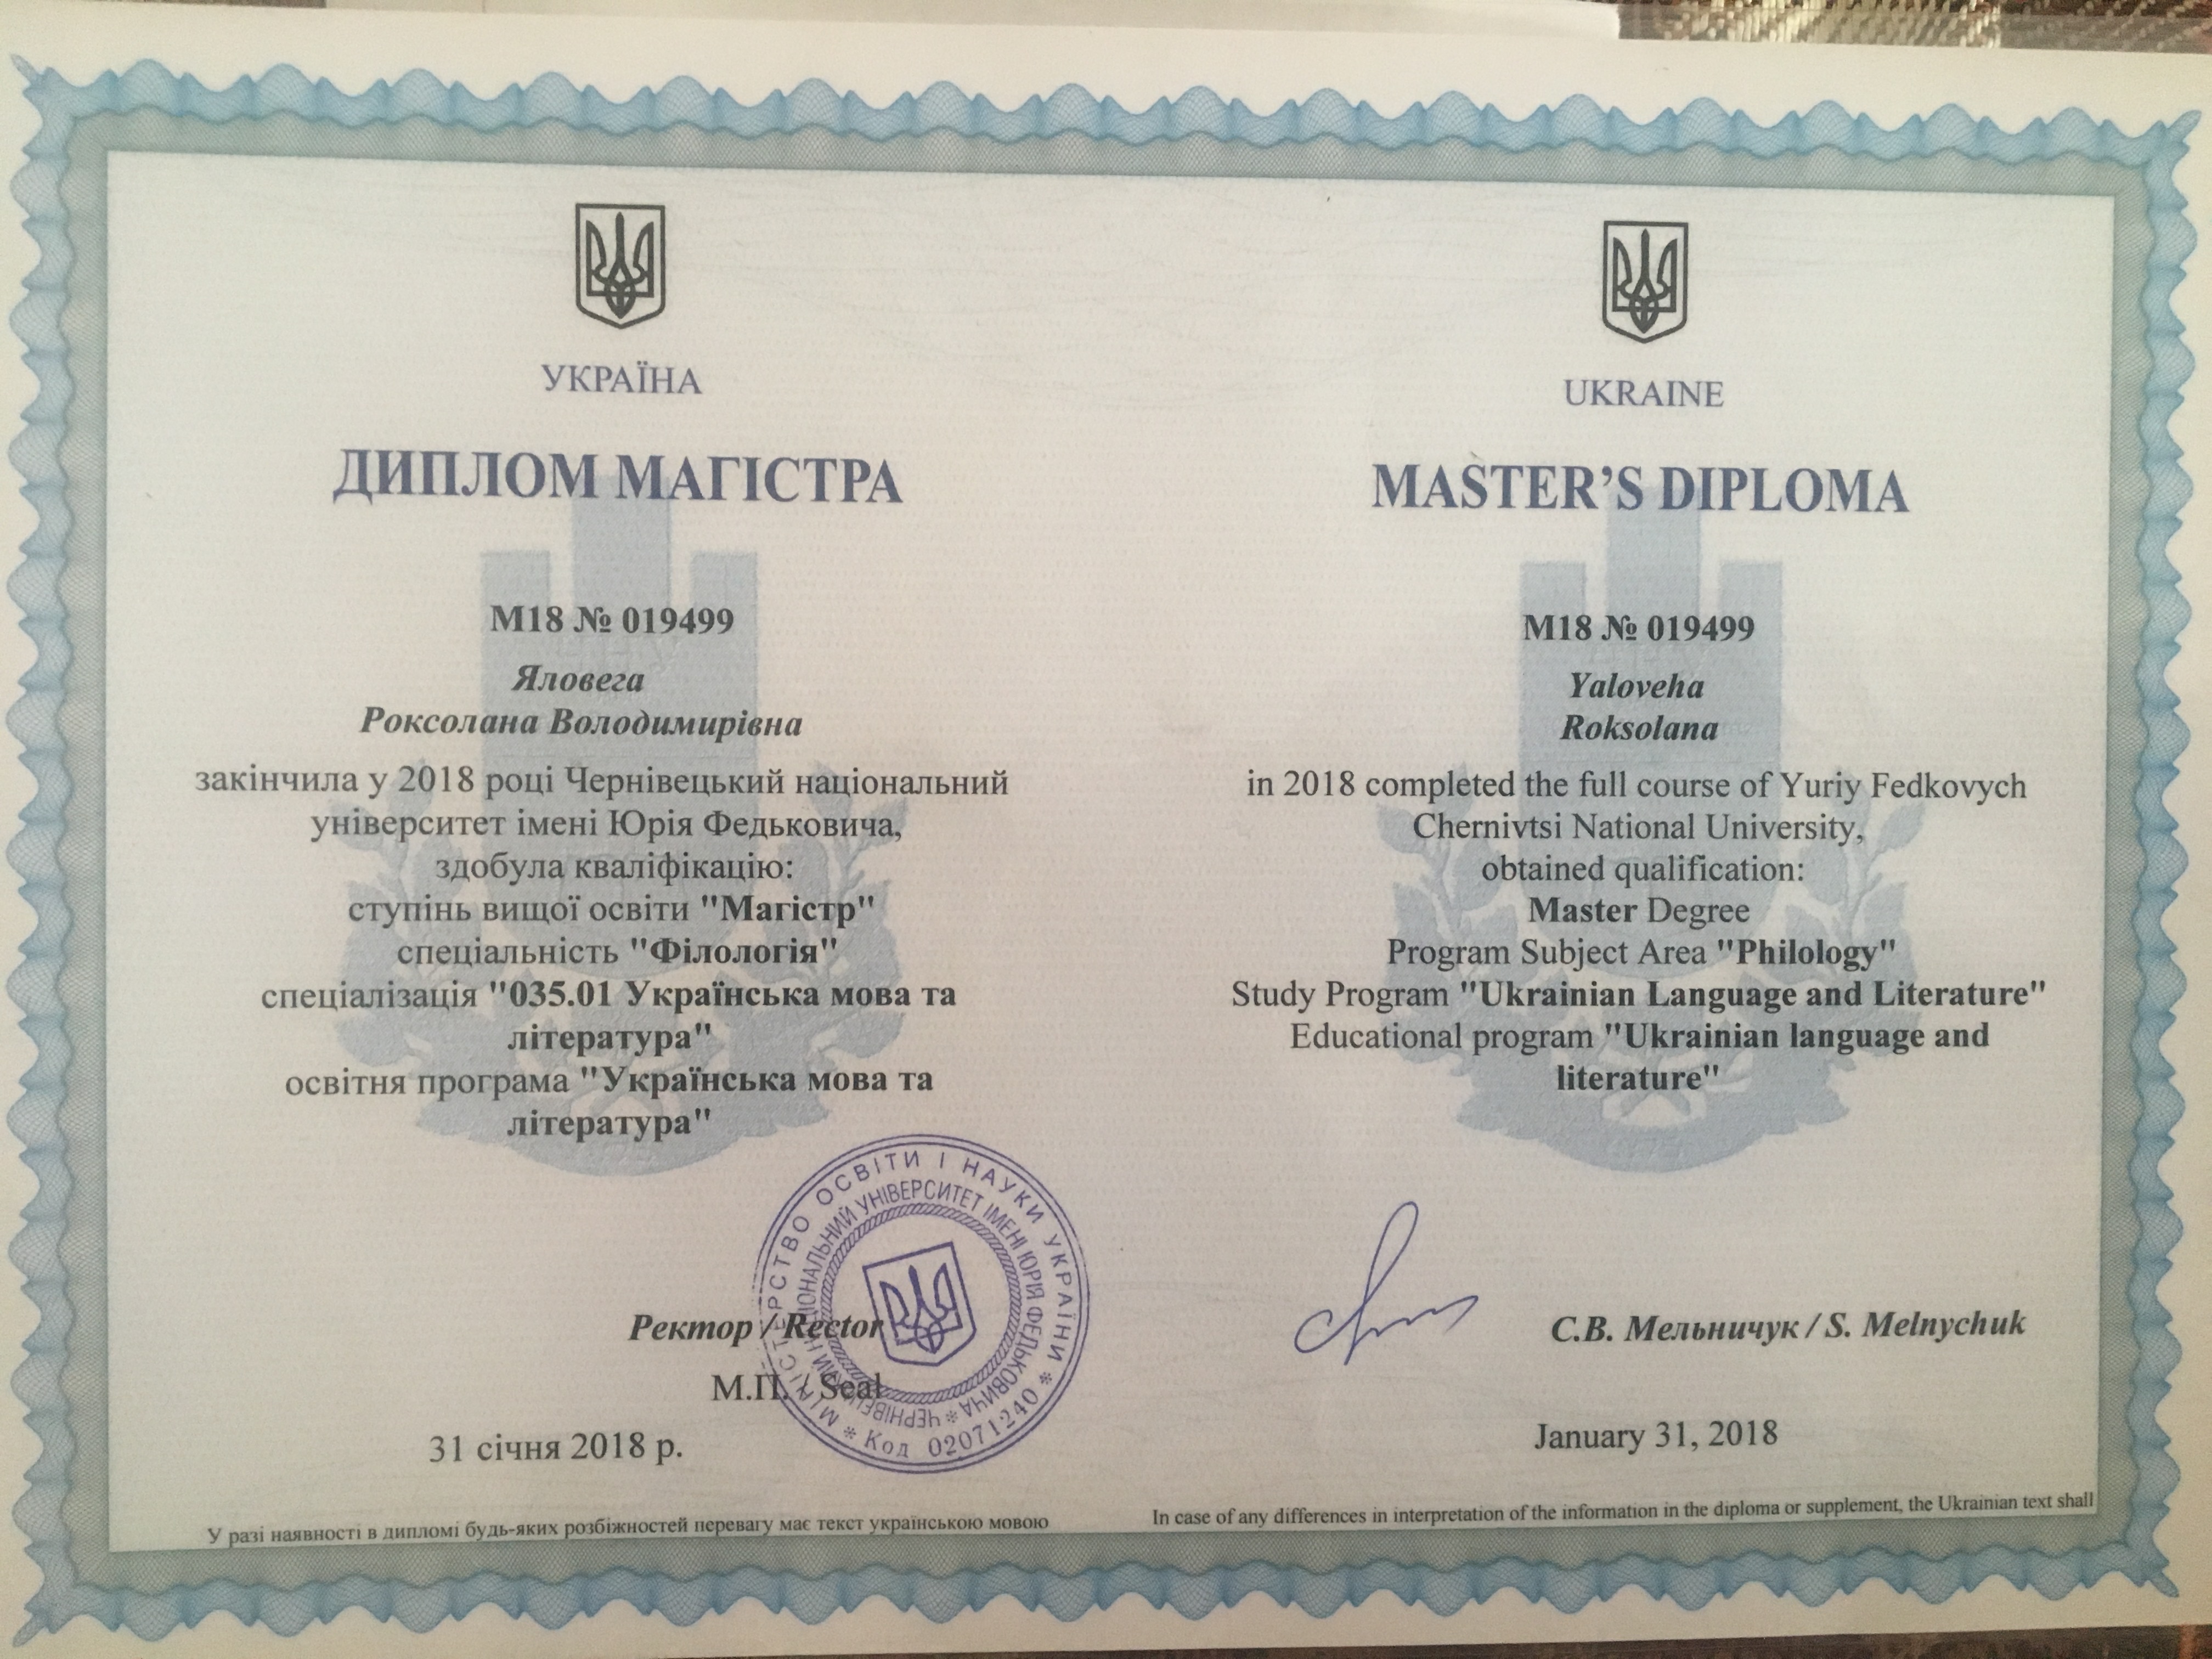 УКРАЇНА
ДИПЛОМ МАГІСТРА
М18 № 019499
Яловега
Роксолана Володимирівна
закінчила у 2018 році Чернівецький національний
університет імені Юрія Федьковича,
здобула кваліфікацію:
ступінь вищої освіти "Магістр"
спеціальність "Філологія"
спеціалізація "035.01 Українська мова та
література"
освітня програма "Українська мова та
література"
Ректор / Rector
М.П. / Seal
31 січня 2018 р.
У разі наявності в дипломі будь-яких розбіжностей перевагу має текст українською мовою
МІНІСТЕРСТВО ОСВІТИ І НАУКИ УКРАЇНИ * Код 02071240 *
ЧЕРНІВЕЦЬКИЙ НАЦІОНАЛЬНИЙ УНІВЕРСИТЕТ ІМЕНІ ЮРІЯ ФЕДЬКОВИЧА *
UKRAINE
MASTER’S DIPLOMA
М18 № 019499
Yaloveha
Roksolana
in 2018 completed the full course of Yuriy Fedkovych
Chernivtsi National University,
obtained qualification:
Master Degree
Program Subject Area "Philology"
Study Program "Ukrainian Language and Literature"
Educational program "Ukrainian language and
literature"
С.В. Мельничук / S. Melnychuk
January 31, 2018
In case of any differences in interpretation of the information in the diploma or supplement, the Ukrainian text shall